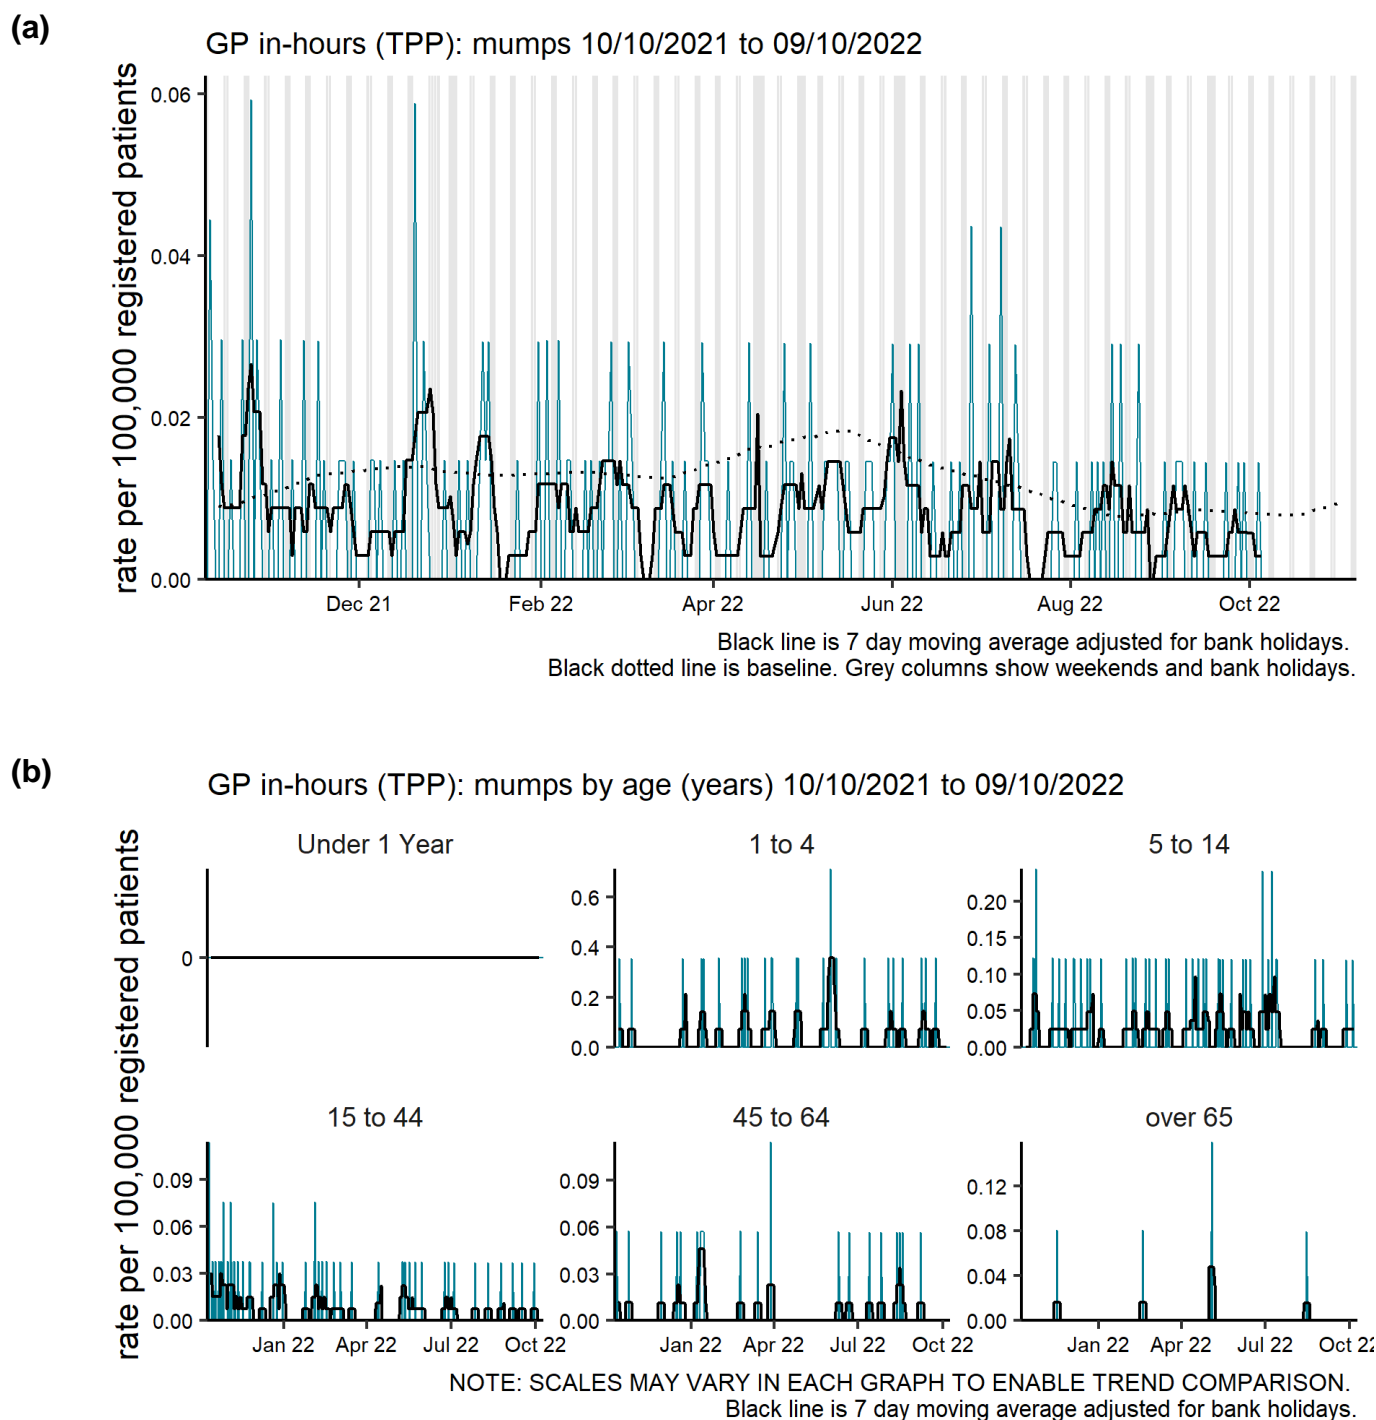 (a)
GP in-hours (TPP): mumps 10/10/2021 to 09/10/2022
rate per 100,000 registered patients
0.06
0.04
0.02
0.00
Dec 21 Feb 22 Apr 22 Jun 22 Aug 22 Oct 22
Black line is 7 day moving average adjusted for bank holidays.
Black dotted line is baseline. Grey columns show weekends and bank holidays.
(b)
GP in-hours (TPP): mumps by age (years) 10/10/2021 to 09/10/2022
rate per 100,000 registered patients
Under 1 Year
0
1 to 4
0.6
0.4
0.2
0.0
5 to 14
0.20
0.15
0.10
0.05
0.00
15 to 44
0.09
0.06
0.03
0.00
Jan 22 Apr 22 Jul 22 Oct 22
45 to 64
0.09
0.06
0.03
0.00
Jan 22 Apr 22 Jul 22 Oct 22
over 65
0.12
0.08
0.04
0.00
Jan 22 Apr 22 Jul 22 Oct 22
NOTE: SCALES MAY VARY IN EACH GRAPH TO ENABLE TREND COMPARISON.
Black line is 7 day moving average adjusted for bank holidays.